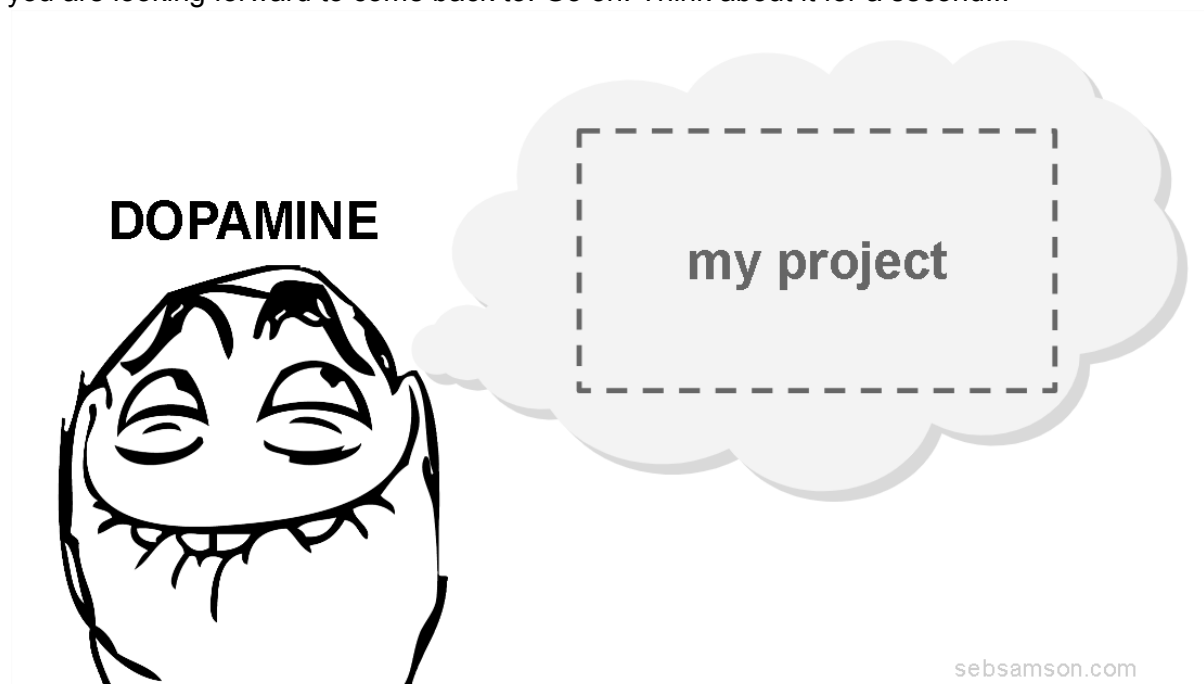 you are looking forward to come back to. Go on. Think about it for a second...
DOPAMINE
my project
sebsamson.com